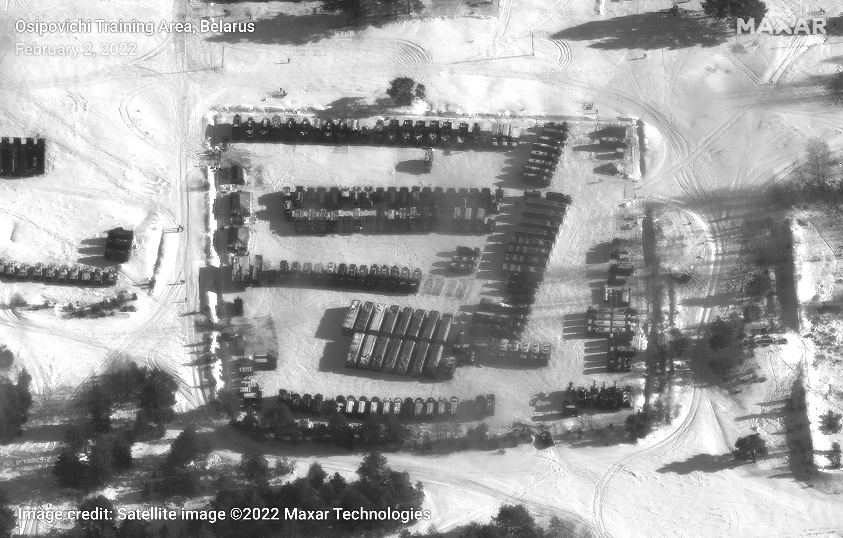 Osipovichi Training Area, Belarus
February 2, 2022
MAXAR
Image credit: Satellite image ©2022 Maxar Technologies